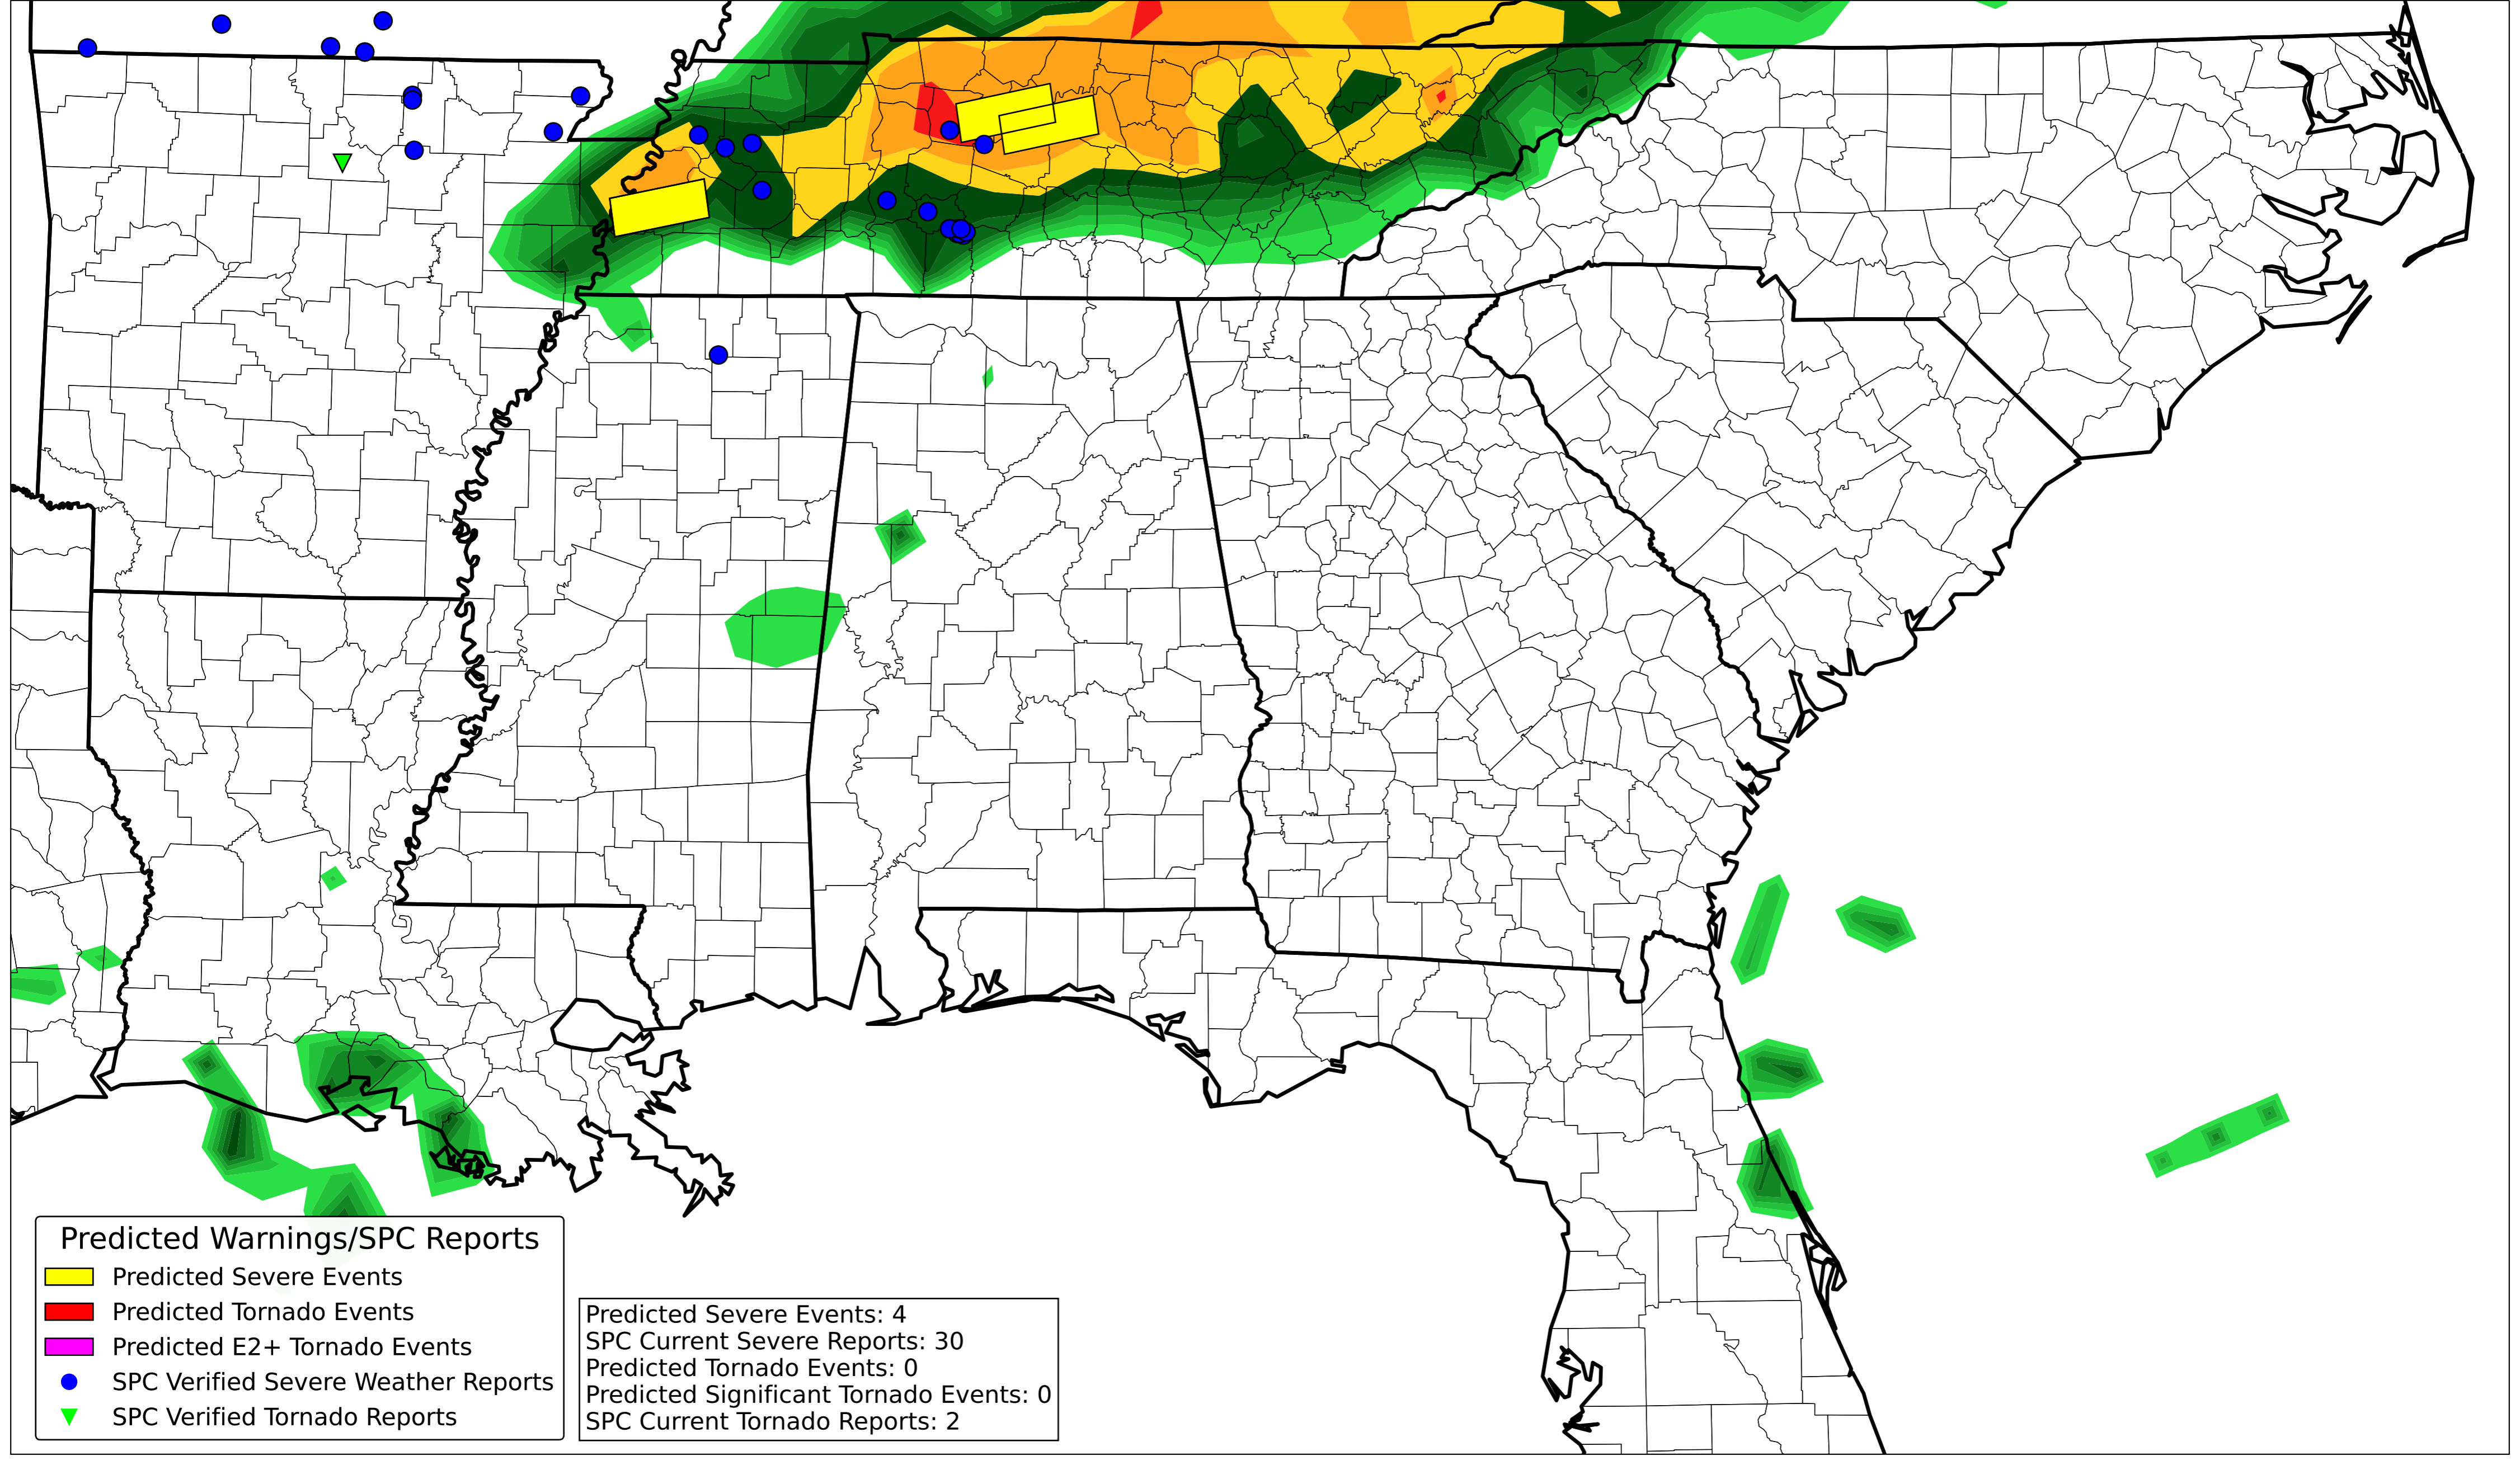 Predicted Warnings/SPC Reports
Predicted Severe Events
Predicted Tornado Events
Predicted E2+ Tornado Events
SPC Verified Severe Weather Reports
SPC Verified Tornado Reports
Predicted Severe Events: 4
SPC Current Severe Reports: 30
Predicted Tornado Events: 0
Predicted Significant Tornado Events: 0
SPC Current Tornado Reports: 2